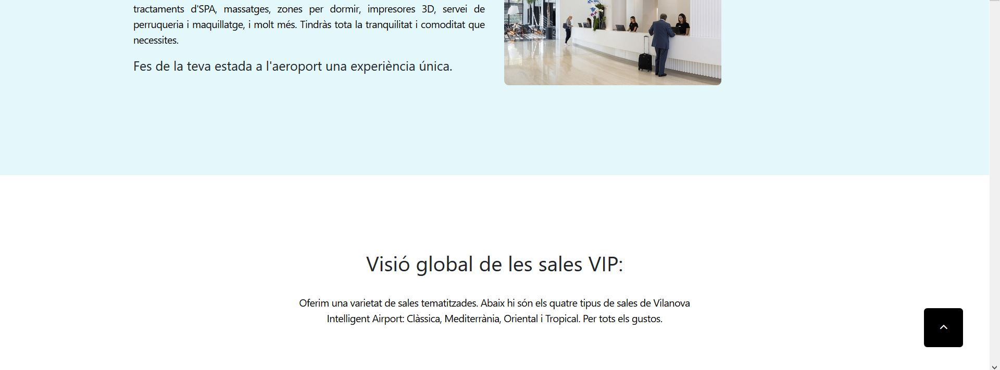 tractaments d'SPA, massatges, zones per dormir, impresores 3D, servei de
perruqueria i maquillatge, i molt més. Tindràs tota la tranquilitat i comoditat que
necessites.
Fes de la teva estada a l'aeroport una experiència única.
Visió global de les sales VIP:
Oferim una varietat de sales tematitzades. Abaix hi són els quatre tipus de sales de Vilanova
Intelligent Airport: Clàssica, Mediterrània, Oriental i Tropical. Per tots els gustos.